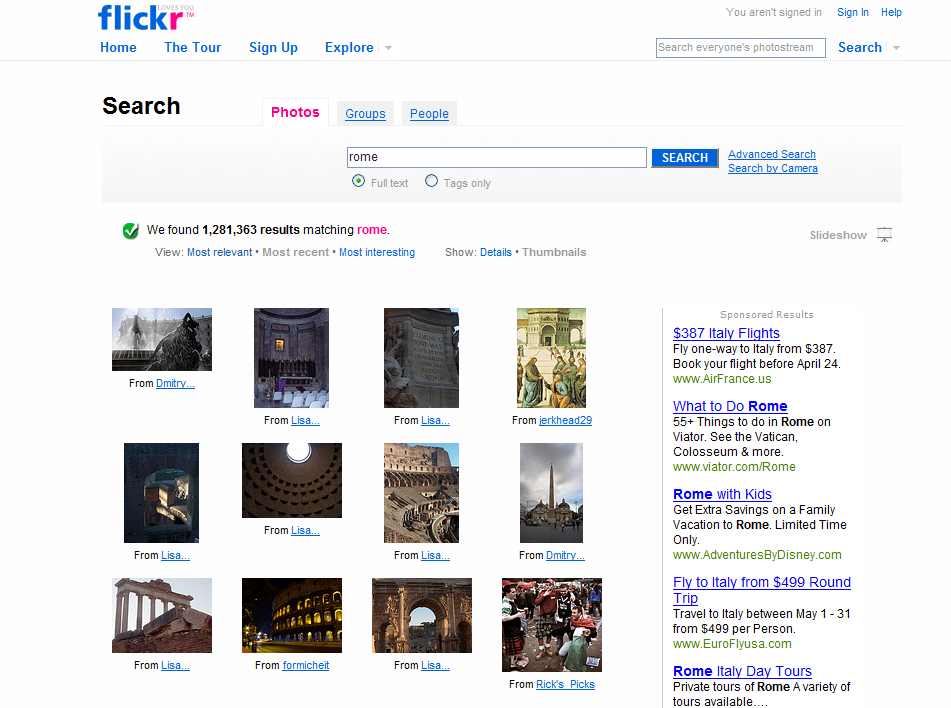 flickr LOVES YOU TM
You aren't signed in Sign In Help
Home The Tour Sign Up Explore
Search everyone's photostream Search
Search Photos Groups People
rome SEARCH Advanced Search
Search by Camera
Full text Tags only
We found 1,281,363 results matching rome.
View: Most relevant • Most recent • Most interesting Show: Details • Thumbnails
Slideshow
From Dmitry...
From Lisa...
From Lisa...
From jerkhead29
From Lisa...
From Lisa...
From Lisa...
From Dmitry...
From Lisa...
From formicheit
From Lisa...
From Rick's_Picks
Sponsored Results
$387 Italy Flights
Fly one-way to Italy from $387.
Book your flight before April 24.
www.AirFrance.us
What to Do Rome
55+ Things to do in Rome on
Viator. See the Vatican,
Colosseum & more.
www.viator.com/Rome
Rome with Kids
Get Extra Savings on a Family
Vacation to Rome. Limited Time
Only.
www.AdventuresByDisney.com
Fly to Italy from $499 Round
Trip
Travel to Italy between May 1 - 31
from $499 per Person.
www.EuroFlyusa.com
Rome Italy Day Tours
Private tours of Rome A variety of
tours available....